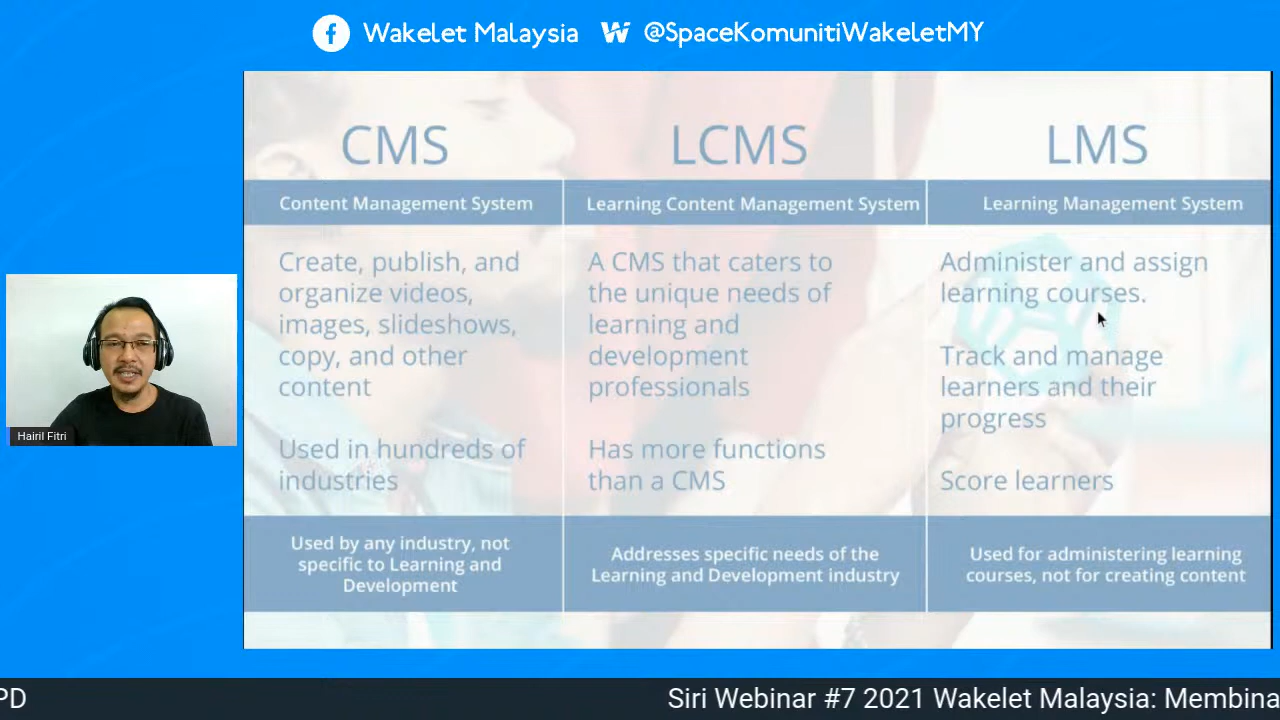 Wakelet Malaysia @SpaceKomunitiWakeletMY
CMS
Content Management System
Create, publish, and
organize videos,
images, slideshows,
copy, and other
content
Used in hundreds of
industries
Used by any industry, not
specific to Learning and
Development
LCMS
Learning Content Management System
A CMS that caters to
the unique needs of
learning and
development
professionals
Has more functions
than a CMS
Addresses specific needs of the
Learning and Development industry
LMS
Learning Management System
Administer and assign
learning courses.
Track and manage
learners and their
progress
Score learners
Used for administering learning
courses, not for creating content
Hairil Fitri
PD
Siri Webinar #7 2021 Wakelet Malaysia: Membina